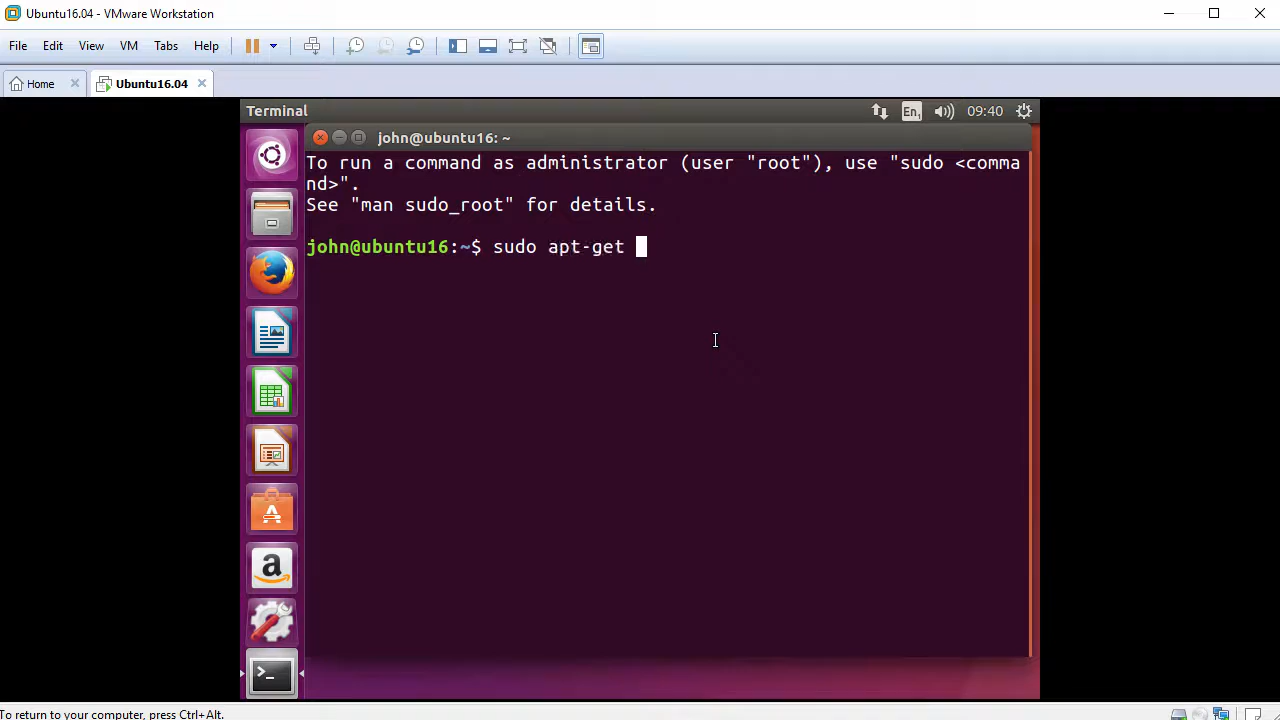 Ubuntu16.04 - VMware Workstation
File Edit View VM Tabs Help
Home Ubuntu16.04
Terminal En1 09:40
john@ubuntu16: ~
To run a command as administrator (user "root"), use "sudo <comma
nd>".
See "man sudo_root" for details.
john@ubuntu16:~$ sudo apt-get
To return to your computer, press Ctrl+Alt.